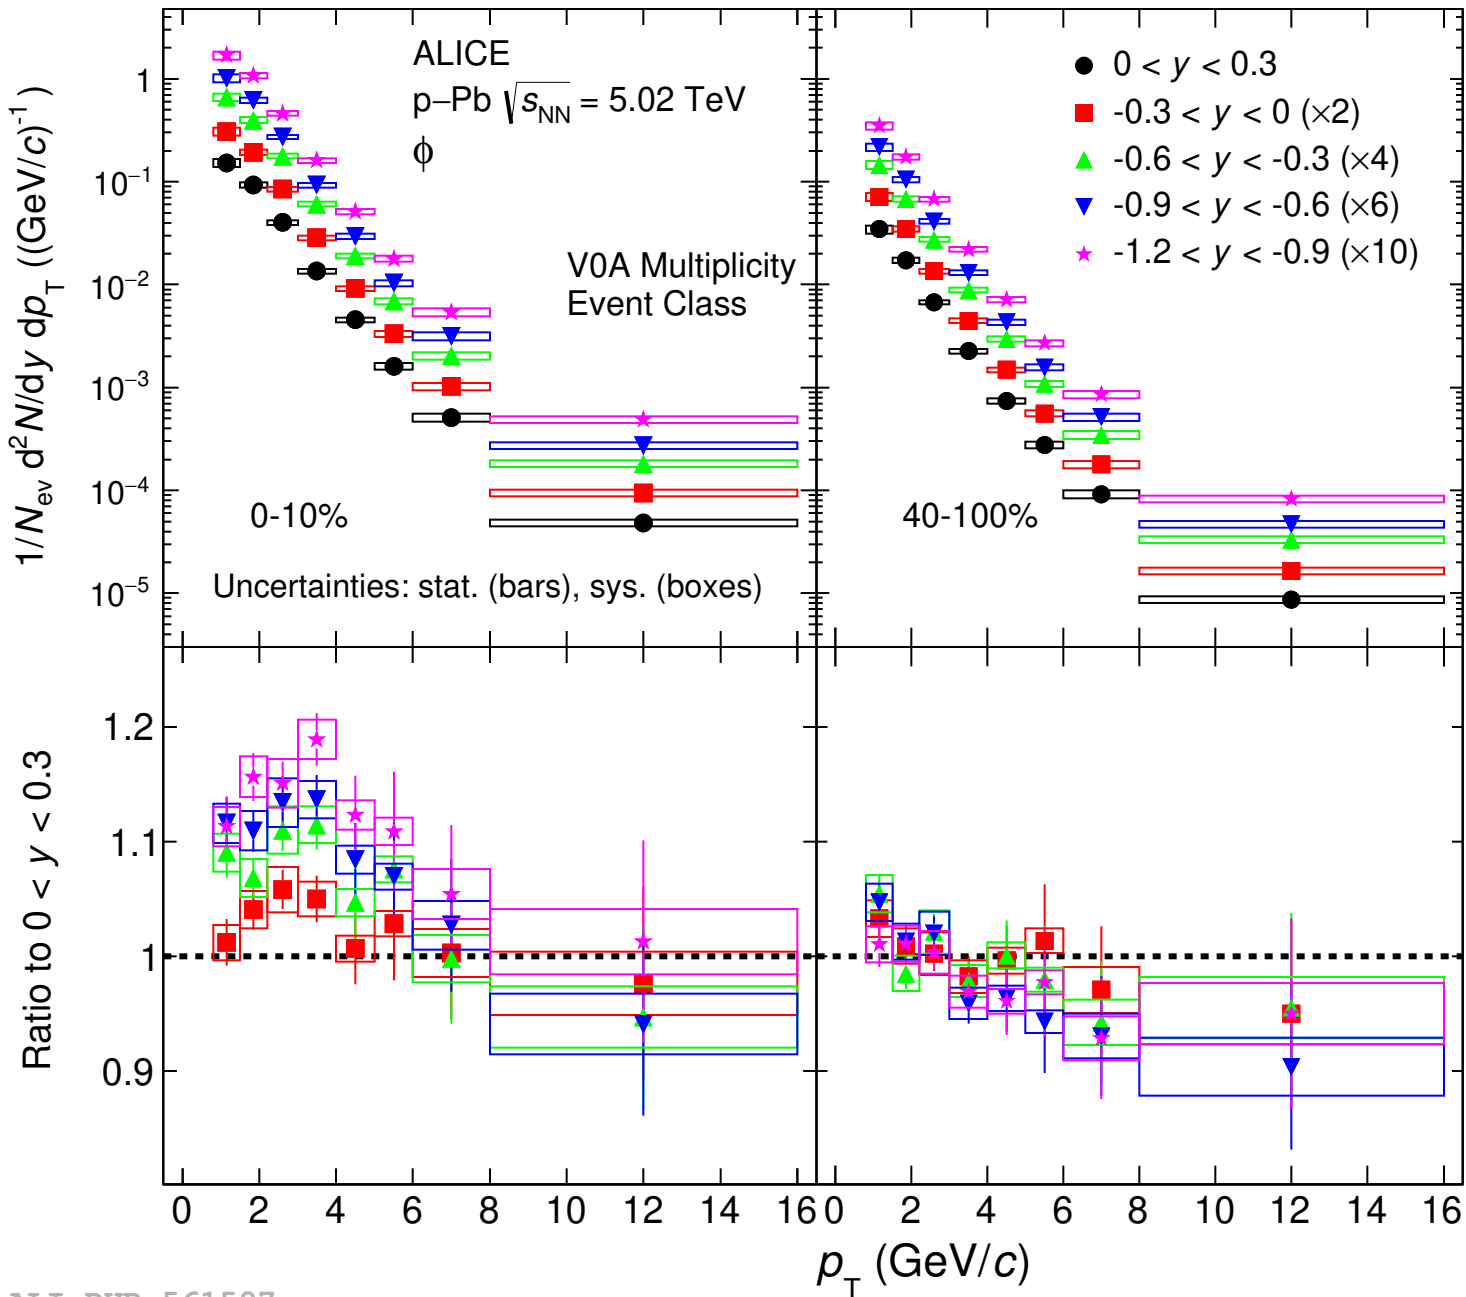 ALICE
p–Pb √sNN = 5.02 TeV
ϕ
V0A Multiplicity
Event Class
0-10%
Uncertainties: stat. (bars), sys. (boxes)
1/Nev d²N/dy dpT ((GeV/c)⁻¹)
1
10⁻¹
10⁻²
10⁻³
10⁻⁴
10⁻⁵
0 < y < 0.3
-0.3 < y < 0 (×2)
-0.6 < y < -0.3 (×4)
-0.9 < y < -0.6 (×6)
-1.2 < y < -0.9 (×10)
40-100%
Ratio to 0 < y < 0.3
1.2
1.1
1
0.9
0 2 4 6 8 10 12 14 16 0 2 4 6 8 10 12 14 16
pT (GeV/c)